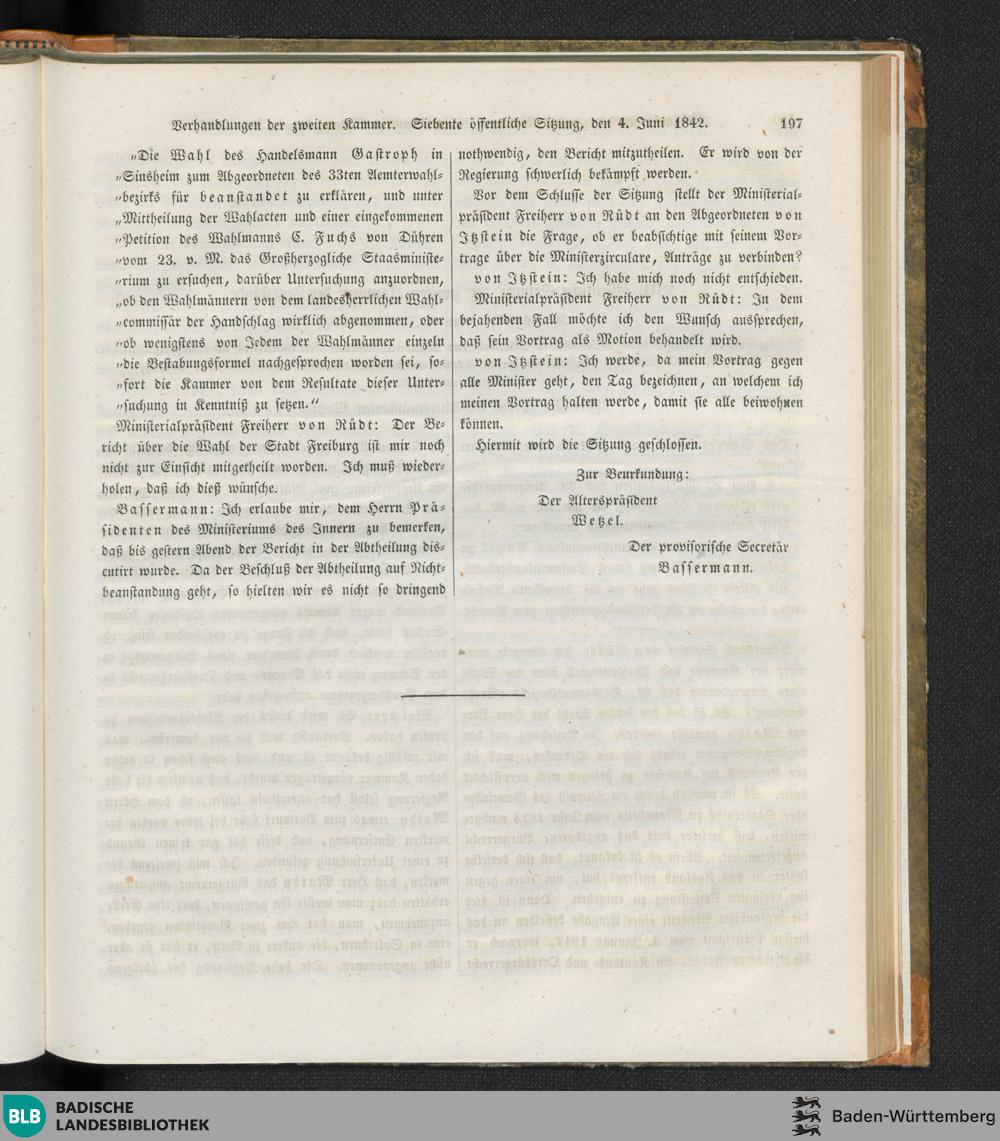 Verhandlungen der zweiten Kammer. Siebente öffentliche Sitzung, den 4. Juni 1842. 197
„Die Wahl des Handelsmann Gastroph in
„Sinsheim zum Abgeordneten des 33ten Aemterwahl-
„bezirks für beanstandet zu erklären, und unter
„Mittheilung der Wahlacten und einer eingekommenen
„Petition des Wahlmanns C. Fuchs von Dühren
„vom 23. v. M. das Großherzogliche Staasministe-
„rium zu ersuchen, darüber Untersuchung anzuordnen,
„ob den Wahlmännern von dem landesherrlichen Wahl-
„commissär der Handschlag wirklich abgenommen, oder
„ob wenigstens von Jedem der Wahlmänner einzeln
„die Bestabungsformel nachgesprochen worden sei, so-
„fort die Kammer von dem Resultate dieser Unter-
„suchung in Kenntniß zu setzen."
Ministerialpräsident Freiherr von Rüdt: Der Be-
richt über die Wahl der Stadt Freiburg ist mir noch
nicht zur Einsicht mitgetheilt worden. Ich muß wieder-
holen, daß ich dieß wünsche.
Bassermann: Ich erlaube mir, dem Herrn Prä-
sidenten des Ministeriums des Innern zu bemerken,
daß bis gestern Abend der Bericht in der Abtheilung dis-
cutirt wurde. Da der Beschluß der Abtheilung auf Nicht-
beanstandung geht, so hielten wir es nicht so dringend
nothwendig, den Bericht mitzutheilen. Er wird von der
Regierung schwerlich bekämpft werden.
Vor dem Schlusse der Sitzung stellt der Ministerial-
präsident Freiherr von Rüdt an den Abgeordneten von
Itzstein die Frage, ob er beabsichtige mit seinem Vor-
trage über die Ministerzirculare, Anträge zu verbinden?
von Itzstein: Ich habe mich noch nicht entschieden.
Ministerialpräsident Freiherr von Rüdt: In dem
bejahenden Fall möchte ich den Wunsch aussprechen,
daß sein Vortrag als Motion behandelt wird.
von Itzstein: Ich werde, da mein Vortrag gegen
alle Minister geht, den Tag bezeichnen, an welchem ich
meinen Vortrag halten werde, damit sie alle beiwohnen
können.
Hiermit wird die Sitzung geschlossen.
Zur Beurkundung:
Der Alterspräsident
Wetzel.
Der provisorische Secretär
Bassermann.
BLB BADISCHE
LANDESBIBLIOTHEK
Baden-Württemberg